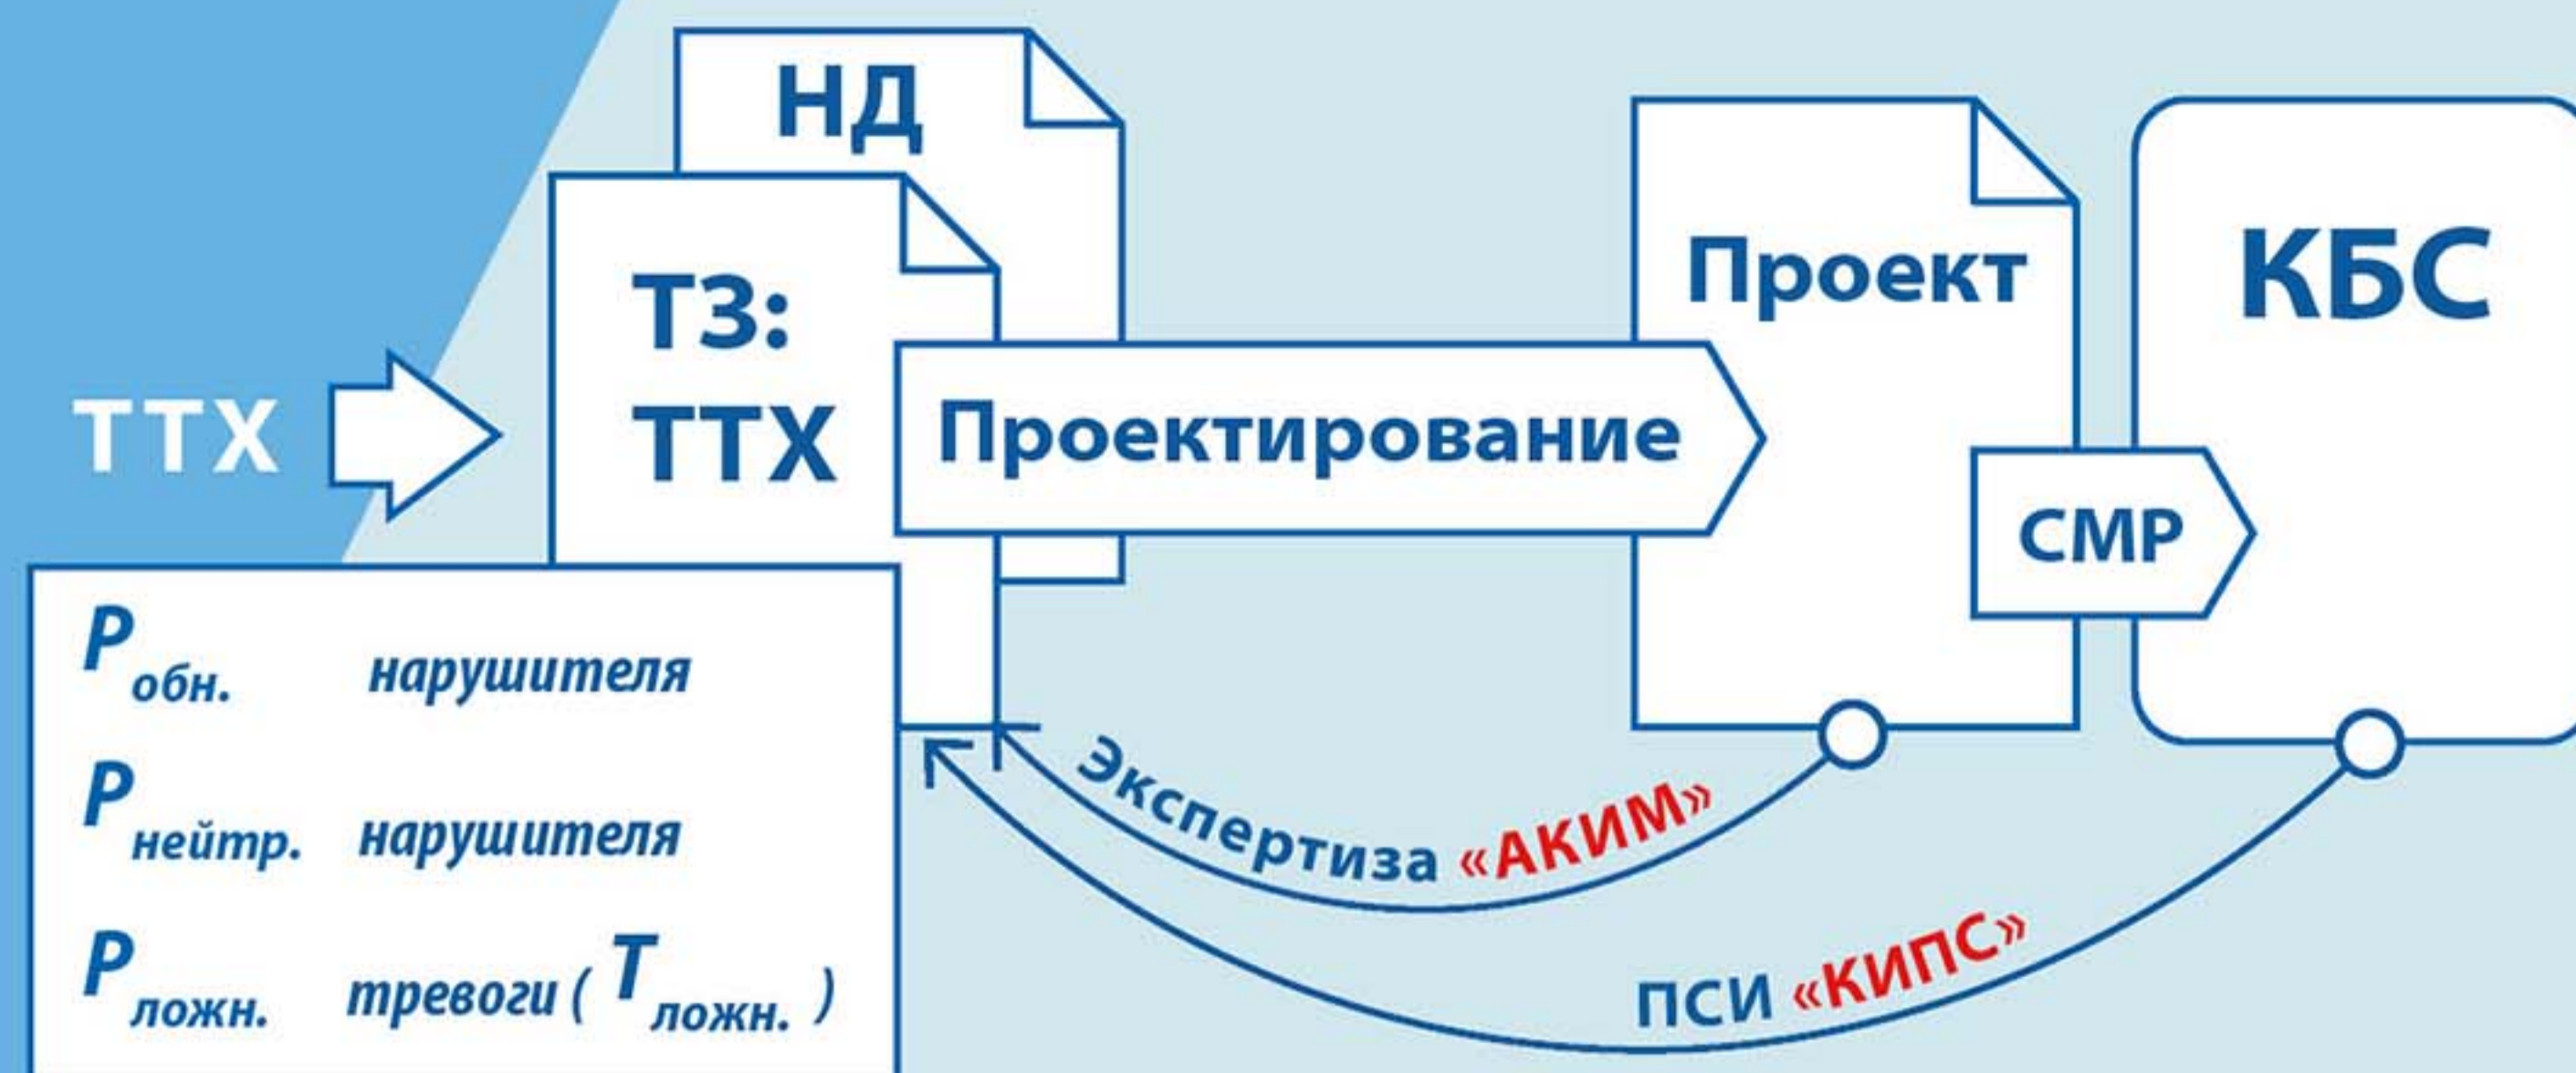 НД
ТЗ:
ТТХ
ТТХ
Проектирование
Проект
СМР
КБС
Pобн. нарушителя
Pнейтр. нарушителя
Pложн. тревоги ( Tложн. )
Экспертиза «АКИМ»
ПСИ «КИПС»